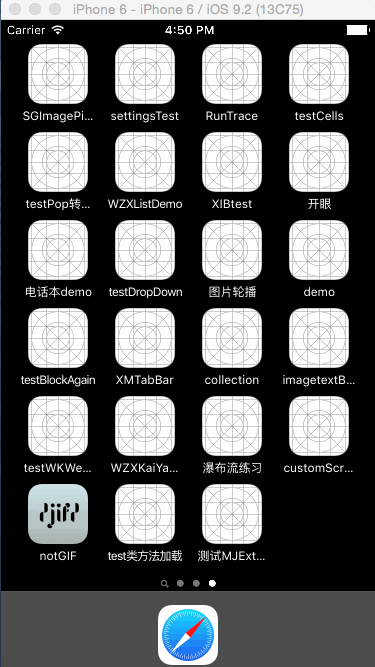 iPhone 6 - iPhone 6 / iOS 9.2 (13C75)
Carrier 4:50 PM
SGImagePi... settingsTest RunTrace testCells
testPop转... WZXListDemo XIBtest 开眼
电话本demo testDropDown 图片轮播 demo
testBlockAgain XMTabBar collection imagetextB...
testWKWe... WZXKaiYa... 瀑布流练习 customScr...
notGIF test类方法加载 测试MJExt...